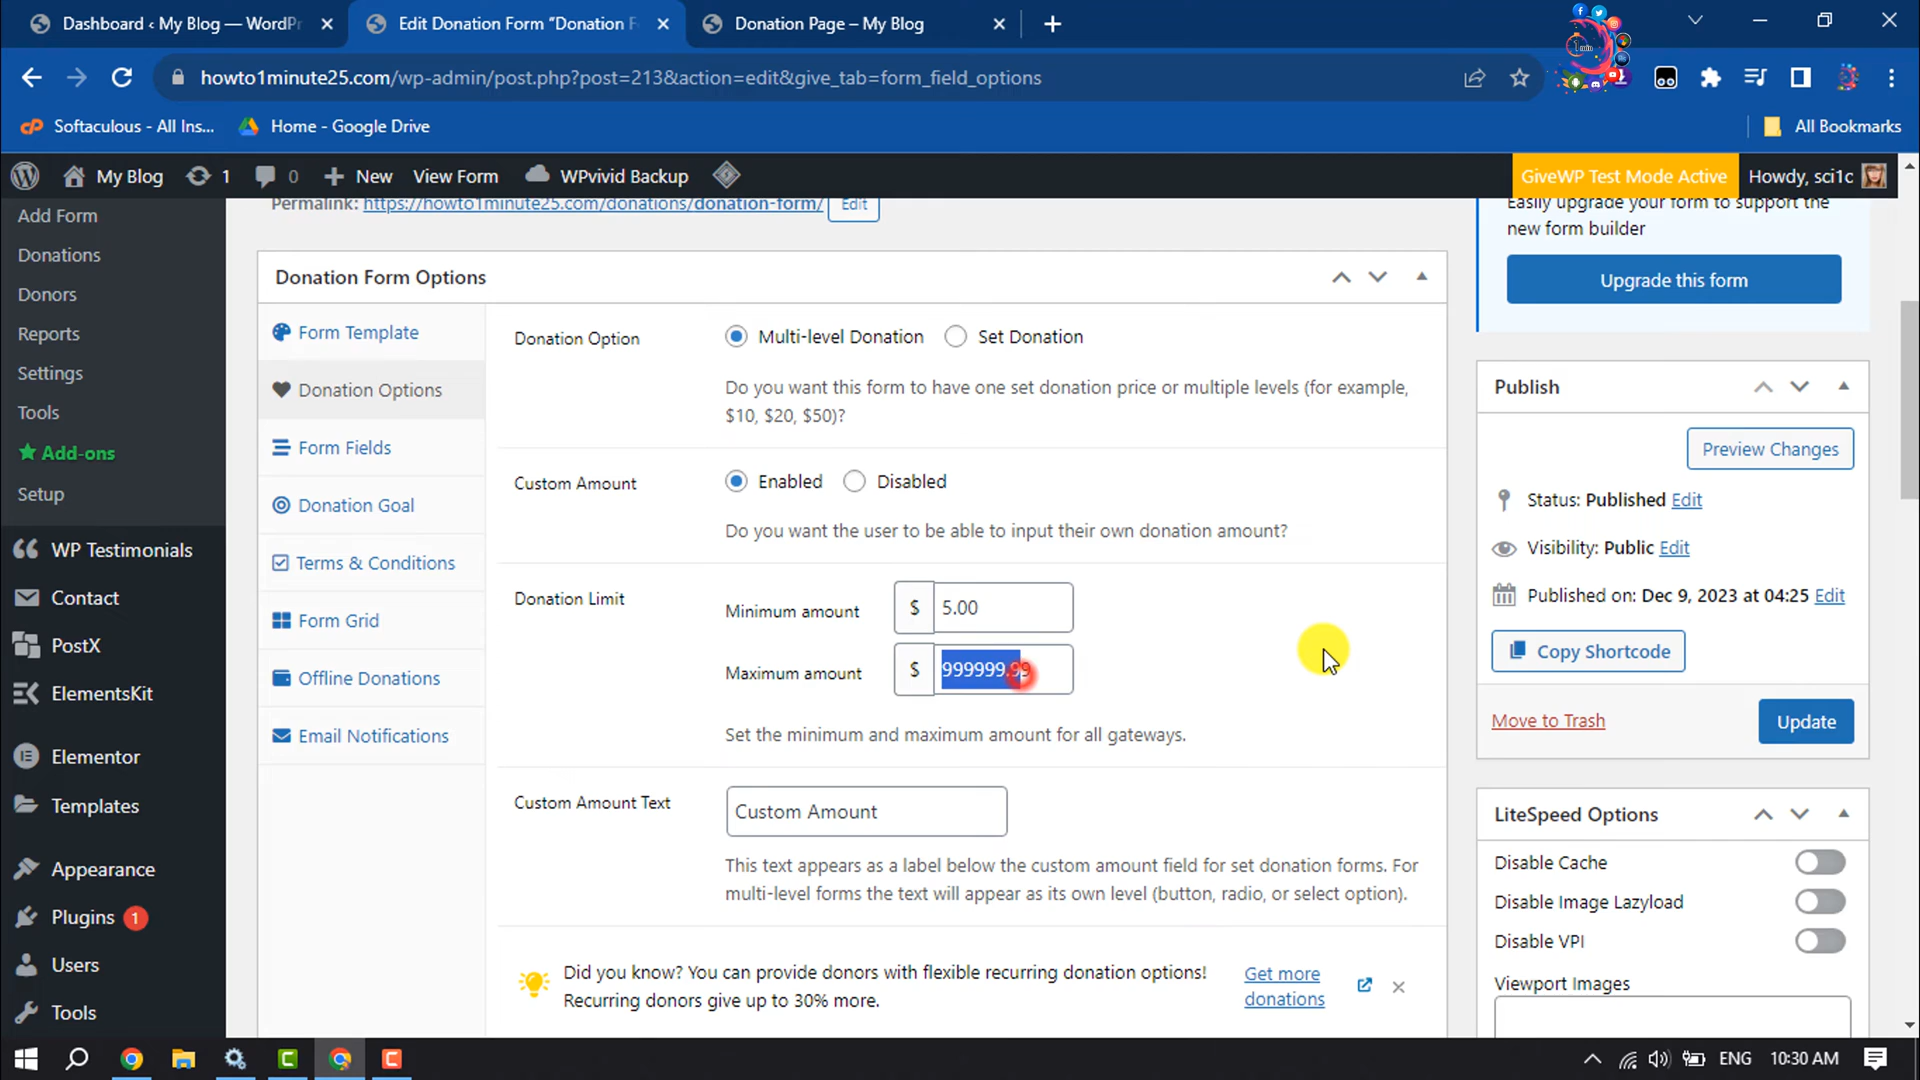 Dashboard ‹ My Blog — WordPr
Edit Donation Form "Donation F
Donation Page – My Blog
howto1minute25.com/wp-admin/post.php?post=213&action=edit&give_tab=form_field_options
Softaculous - All Ins...
Home - Google Drive
All Bookmarks
My Blog
1
0
New
View Form
WPvivid Backup
GiveWP Test Mode Active
Howdy, sci1c
Add Form
Donations
Donors
Reports
Settings
Tools
Add-ons
Setup
WP Testimonials
Contact
PostX
ElementsKit
Elementor
Templates
Appearance
Plugins 1
Users
Tools
Permalink: https://howto1minute25.com/donations/donation-form/ Edit
Donation Form Options
Form Template
Donation Options
Form Fields
Donation Goal
Terms & Conditions
Form Grid
Offline Donations
Email Notifications
Donation Option
Multi-level Donation
Set Donation
Do you want this form to have one set donation price or multiple levels (for example,
$10, $20, $50)?
Custom Amount
Enabled
Disabled
Do you want the user to be able to input their own donation amount?
Donation Limit
Minimum amount
$ 5.00
Maximum amount
$ 999999.99
Set the minimum and maximum amount for all gateways.
Custom Amount Text
Custom Amount
This text appears as a label below the custom amount field for set donation forms. For
multi-level forms the text will appear as its own level (button, radio, or select option).
Did you know? You can provide donors with flexible recurring donation options!
Recurring donors give up to 30% more.
Get more
donations
Easily upgrade your form to support the
new form builder
Upgrade this form
Publish
Preview Changes
Status: Published Edit
Visibility: Public Edit
Published on: Dec 9, 2023 at 04:25 Edit
Copy Shortcode
Move to Trash
Update
LiteSpeed Options
Disable Cache
Disable Image Lazyload
Disable VPI
Viewport Images
ENG
10:30 AM